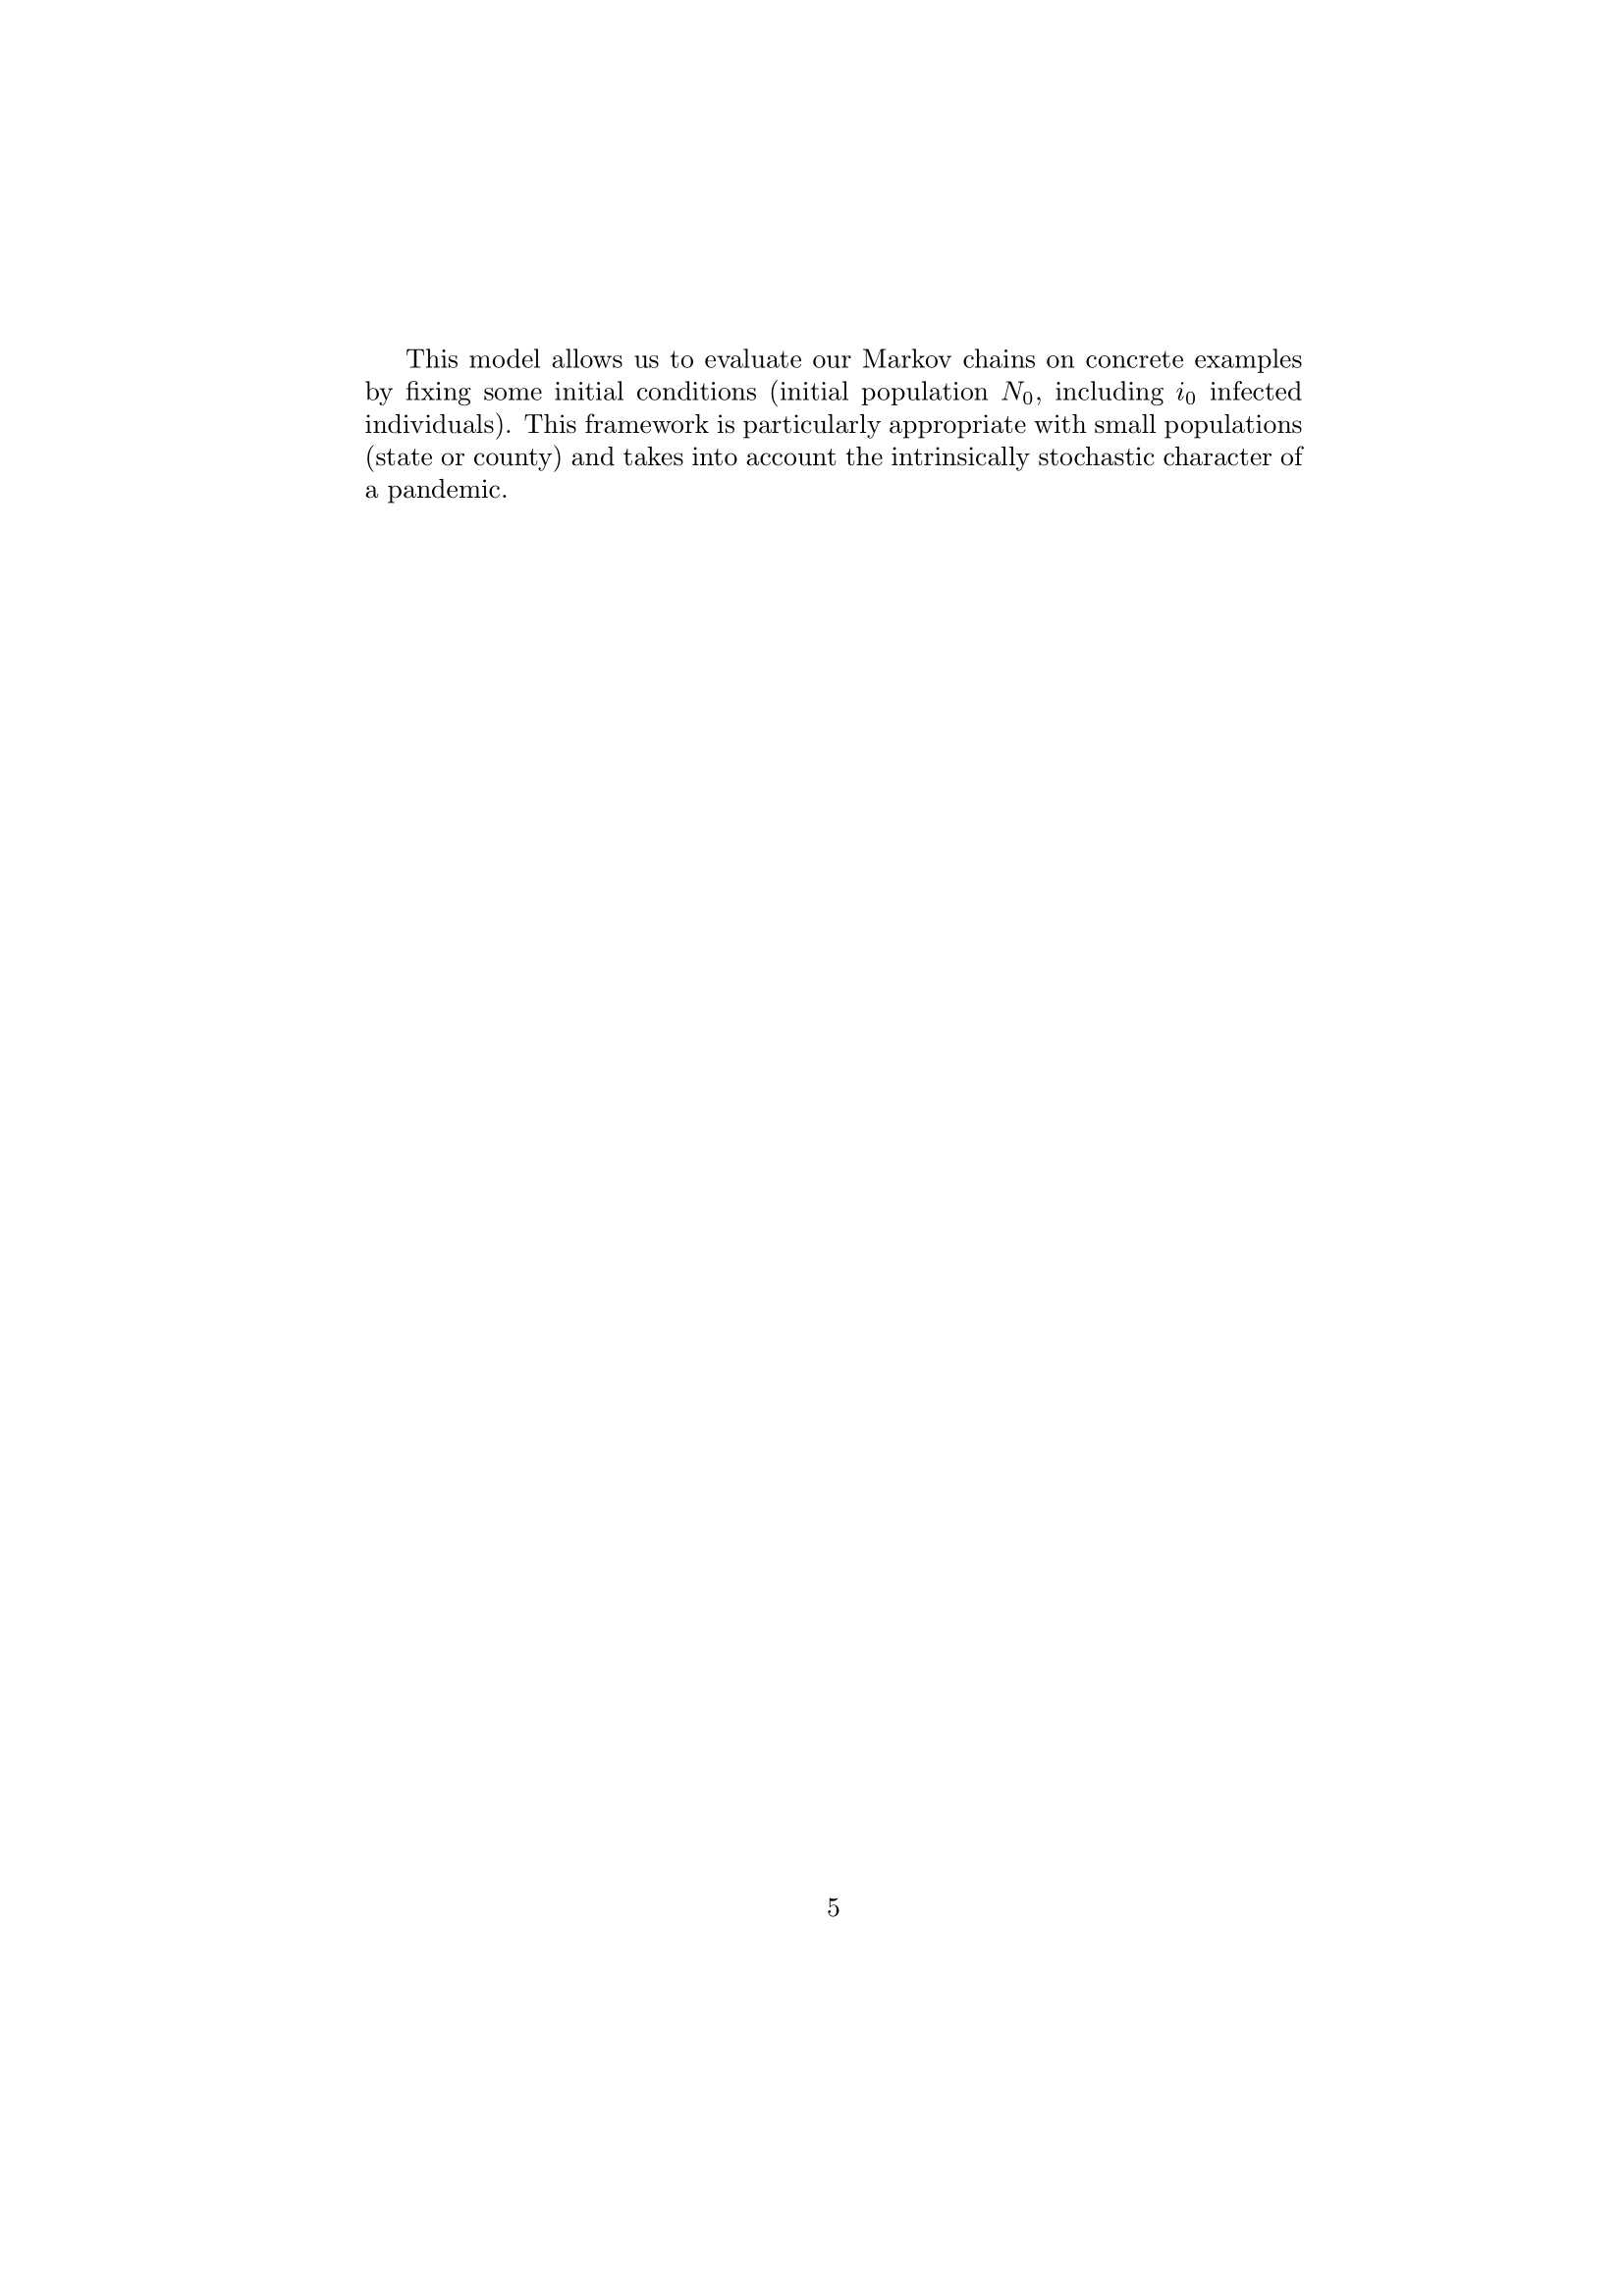 This model allows us to evaluate our Markov chains on concrete examples
by fixing some initial conditions (initial population N₀, including i₀ infected
individuals). This framework is particularly appropriate with small populations
(state or county) and takes into account the intrinsically stochastic character of
a pandemic.
5